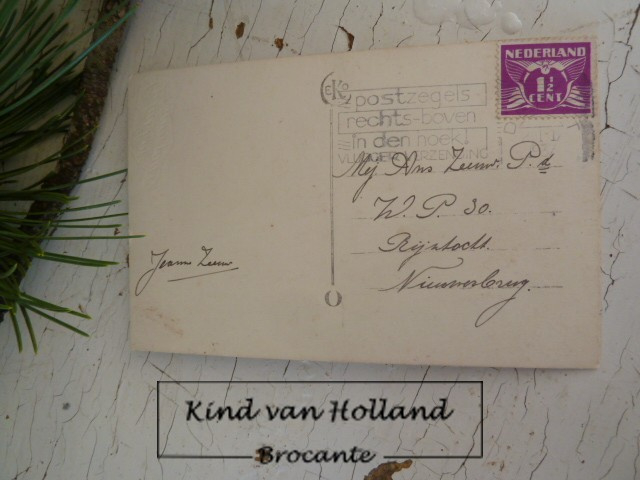 NEDERLAND
1½
CENT
postzegels
rechts-boven
in den hoek!
Mej Ans Zeeuw. P.d
W. P. 30.
Rijnlocht.
Nieuwerbrug.
Jeanne Zeeuw
Kind van Holland
Brocante